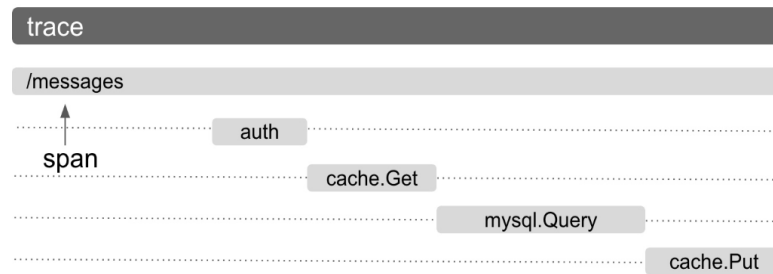 trace
/messages
auth
span
cache.Get
mysql.Query
cache.Put